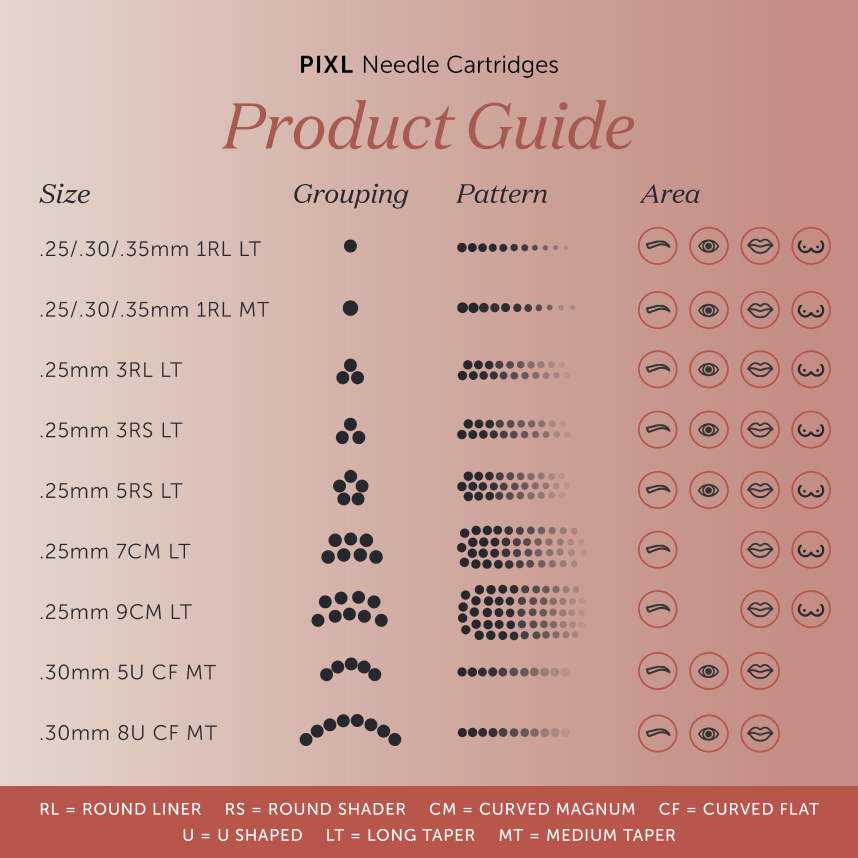 PIXL Needle Cartridges
Product Guide
Size Grouping Pattern Area
.25/.30/.35mm 1RL LT
.25/.30/.35mm 1RL MT
.25mm 3RL LT
.25mm 3RS LT
.25mm 5RS LT
.25mm 7CM LT
.25mm 9CM LT
.30mm 5U CF MT
.30mm 8U CF MT
RL = ROUND LINER RS = ROUND SHADER CM = CURVED MAGNUM CF = CURVED FLAT
U = U SHAPED LT = LONG TAPER MT = MEDIUM TAPER